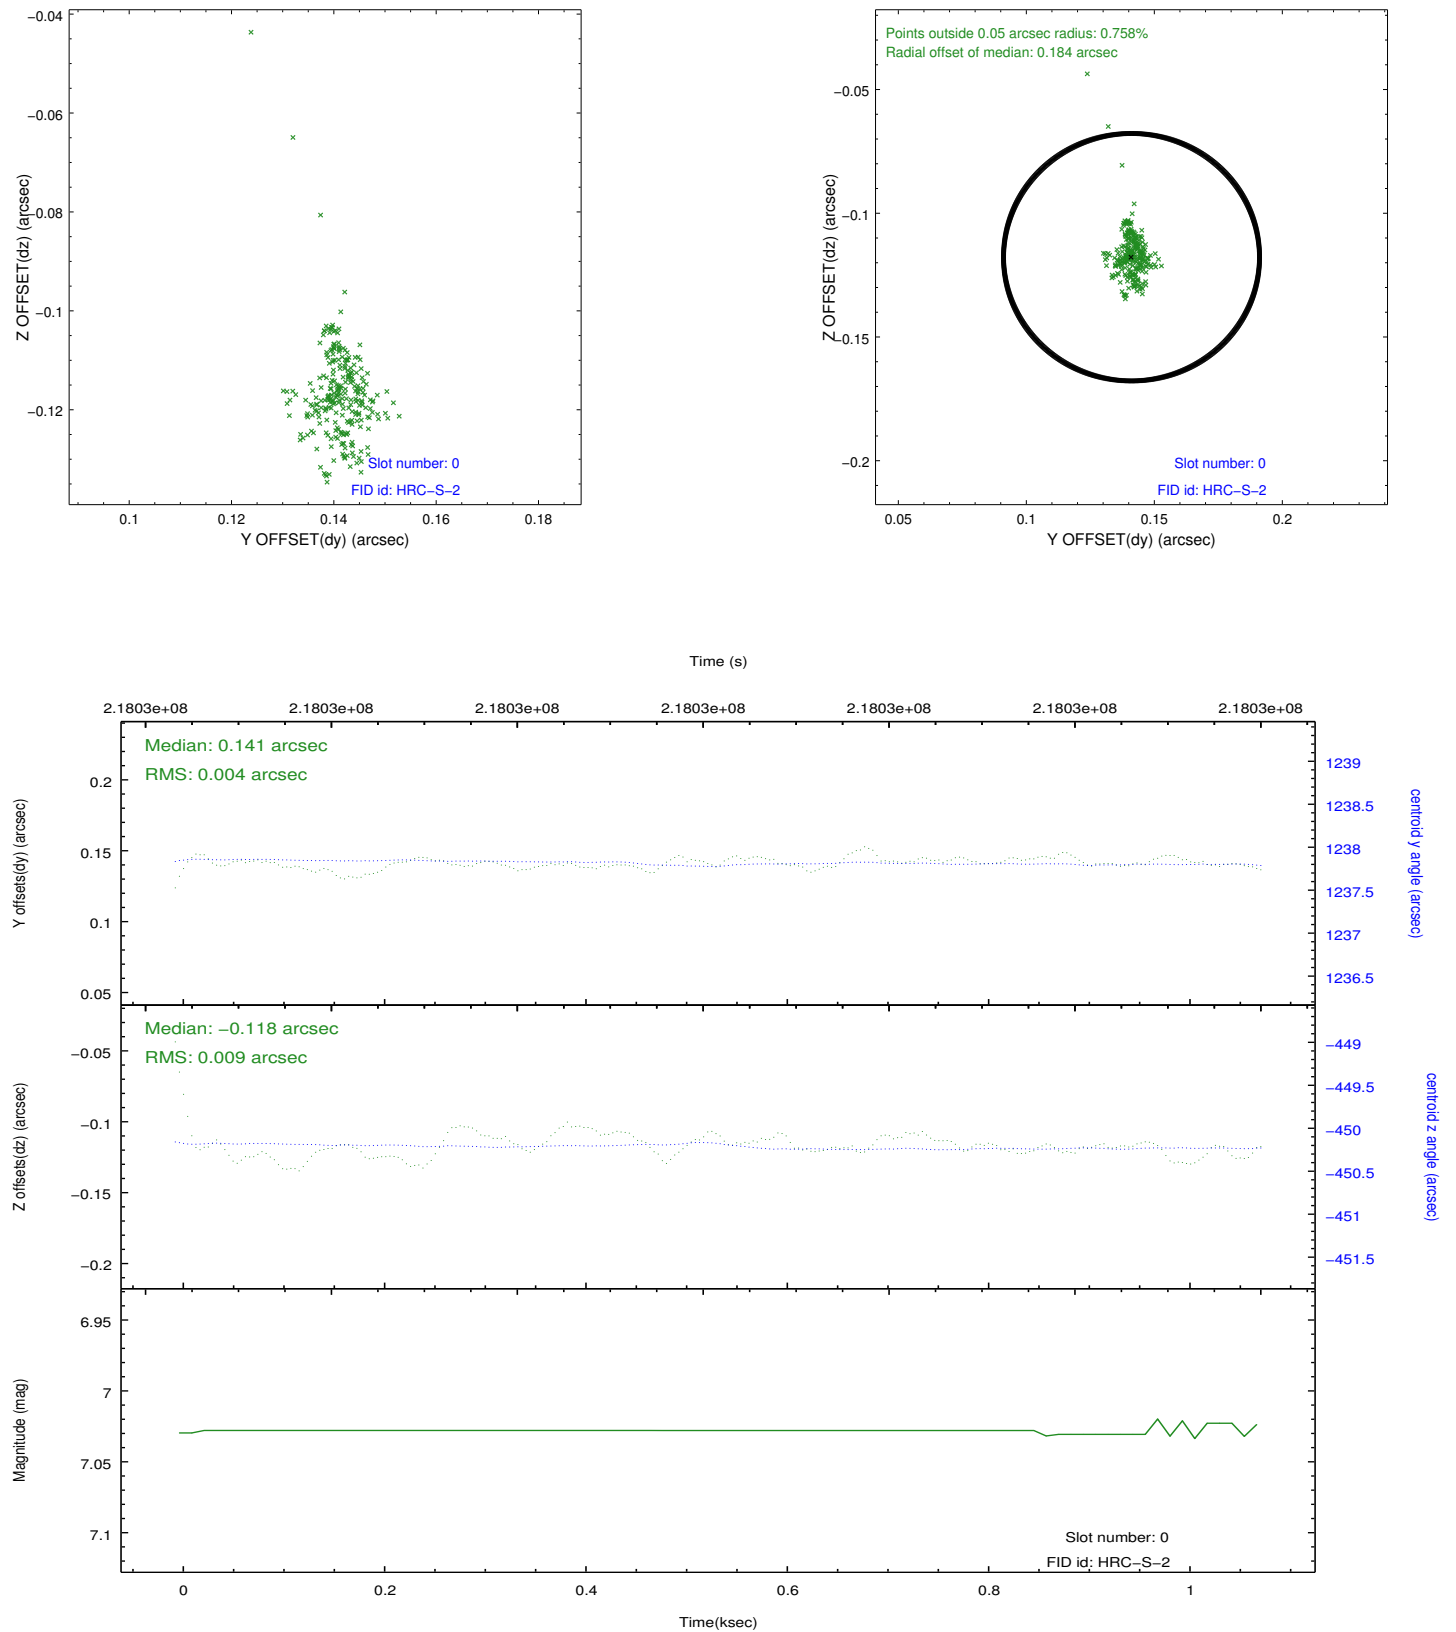 −0.04
−0.06
−0.08
−0.1
−0.12
Z OFFSET(dz) (arcsec)
Slot number: 0
FID id: HRC−S−2
0.1 0.12 0.14 0.16 0.18
Y OFFSET(dy) (arcsec)
Points outside 0.05 arcsec radius: 0.758%
Radial offset of median: 0.184 arcsec
−0.05
−0.1
−0.15
−0.2
Z OFFSET(dz) (arcsec)
Slot number: 0
FID id: HRC−S−2
0.05 0.1 0.15 0.2
Y OFFSET(dy) (arcsec)
Time (s)
2.1803e+08 2.1803e+08 2.1803e+08 2.1803e+08 2.1803e+08 2.1803e+08 2.1803e+08
Median: 0.141 arcsec
RMS: 0.004 arcsec
0.2
0.15
0.1
0.05
Y offsets(dy) (arcsec)
1239
1238.5
1238
1237.5
1237
1236.5
centroid y angle (arcsec)
Median: −0.118 arcsec
RMS: 0.009 arcsec
−0.05
−0.1
−0.15
−0.2
Z offsets(dz) (arcsec)
−449
−449.5
−450
−450.5
−451
−451.5
centroid z angle (arcsec)
6.95
7
7.05
7.1
Magnitude (mag)
Slot number: 0
FID id: HRC−S−2
0 0.2 0.4 0.6 0.8 1
Time(ksec)